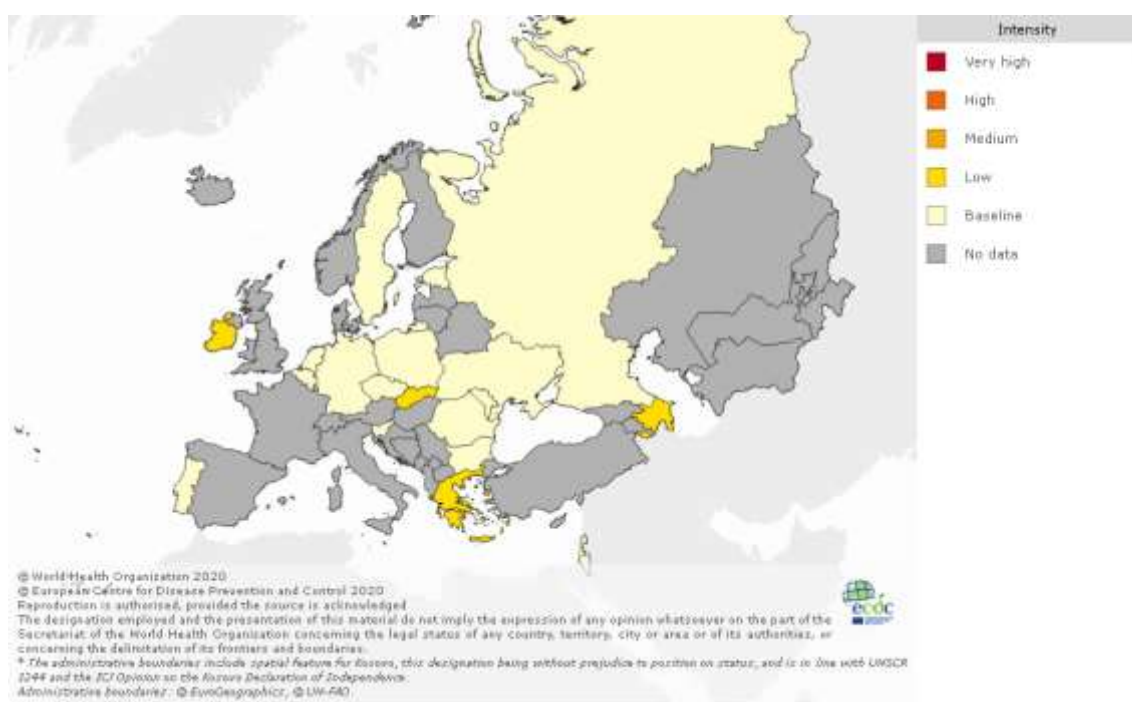 Intensity
Very high
High
Medium
Low
Baseline
No data
© World Health Organization 2020
© European Centre for Disease Prevention and Control 2020
Reproduction is authorised, provided the source is acknowledged
The designation employed and the presentation of this material do not imply the expression of any opinion whatsoever on the part of the
Secretariat of the World Health Organization concerning the legal status of any country, territory, city or area or of its authorities, or
concerning the delimitation of its frontiers and boundaries.
* The administrative boundaries include spatial feature for Kosovo, this designation being without prejudice to position on status, and is in line with UNSCR
1244 and the ICJ Opinion on the Kosovo Declaration of Independence.
Administrative boundaries: © EuroGeographics, © UN-FAO.
ecdc